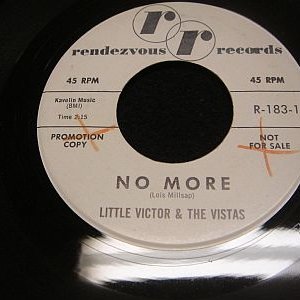 r
r
rendezvous records
45 RPM 45 RPM
Kavelin Music
(BMI)
R-183-1
Time 2:15
PROMOTION NOT
COPY FOR SALE
NO MORE
(Lois Millsap)
LITTLE VICTOR & THE VISTAS